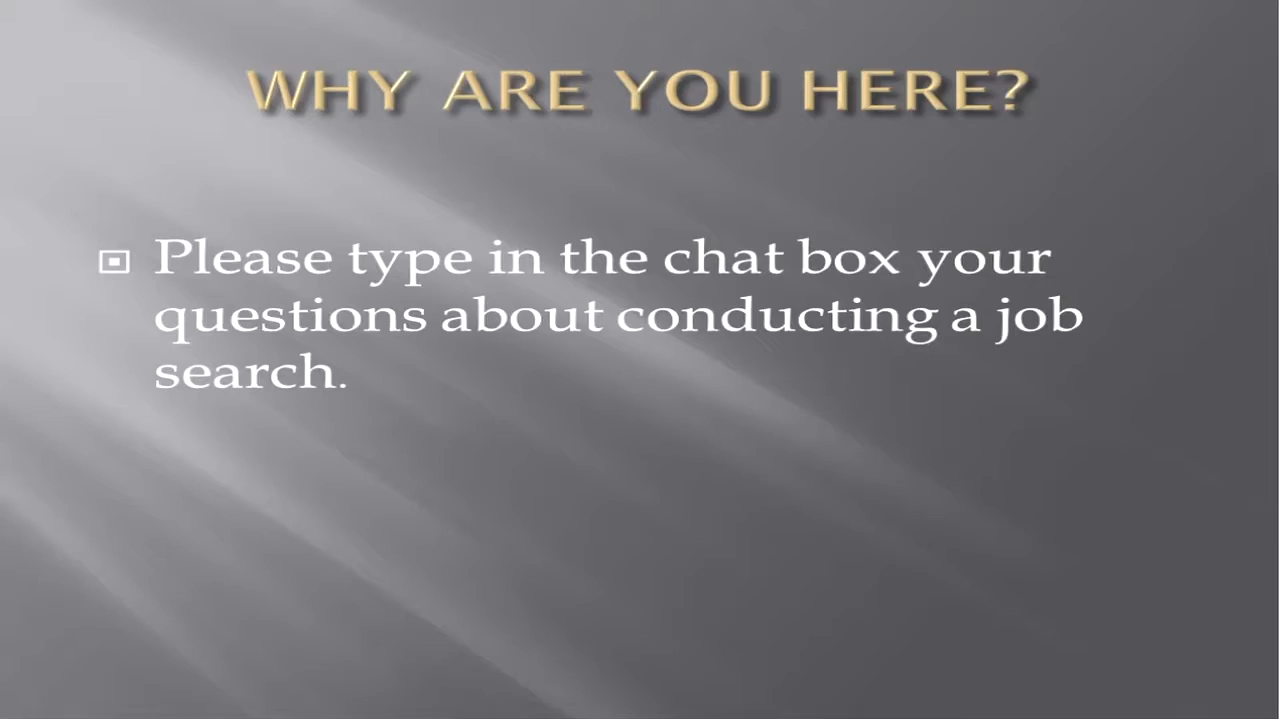 WHY ARE YOU HERE?
Please type in the chat box your
questions about conducting a job
search.